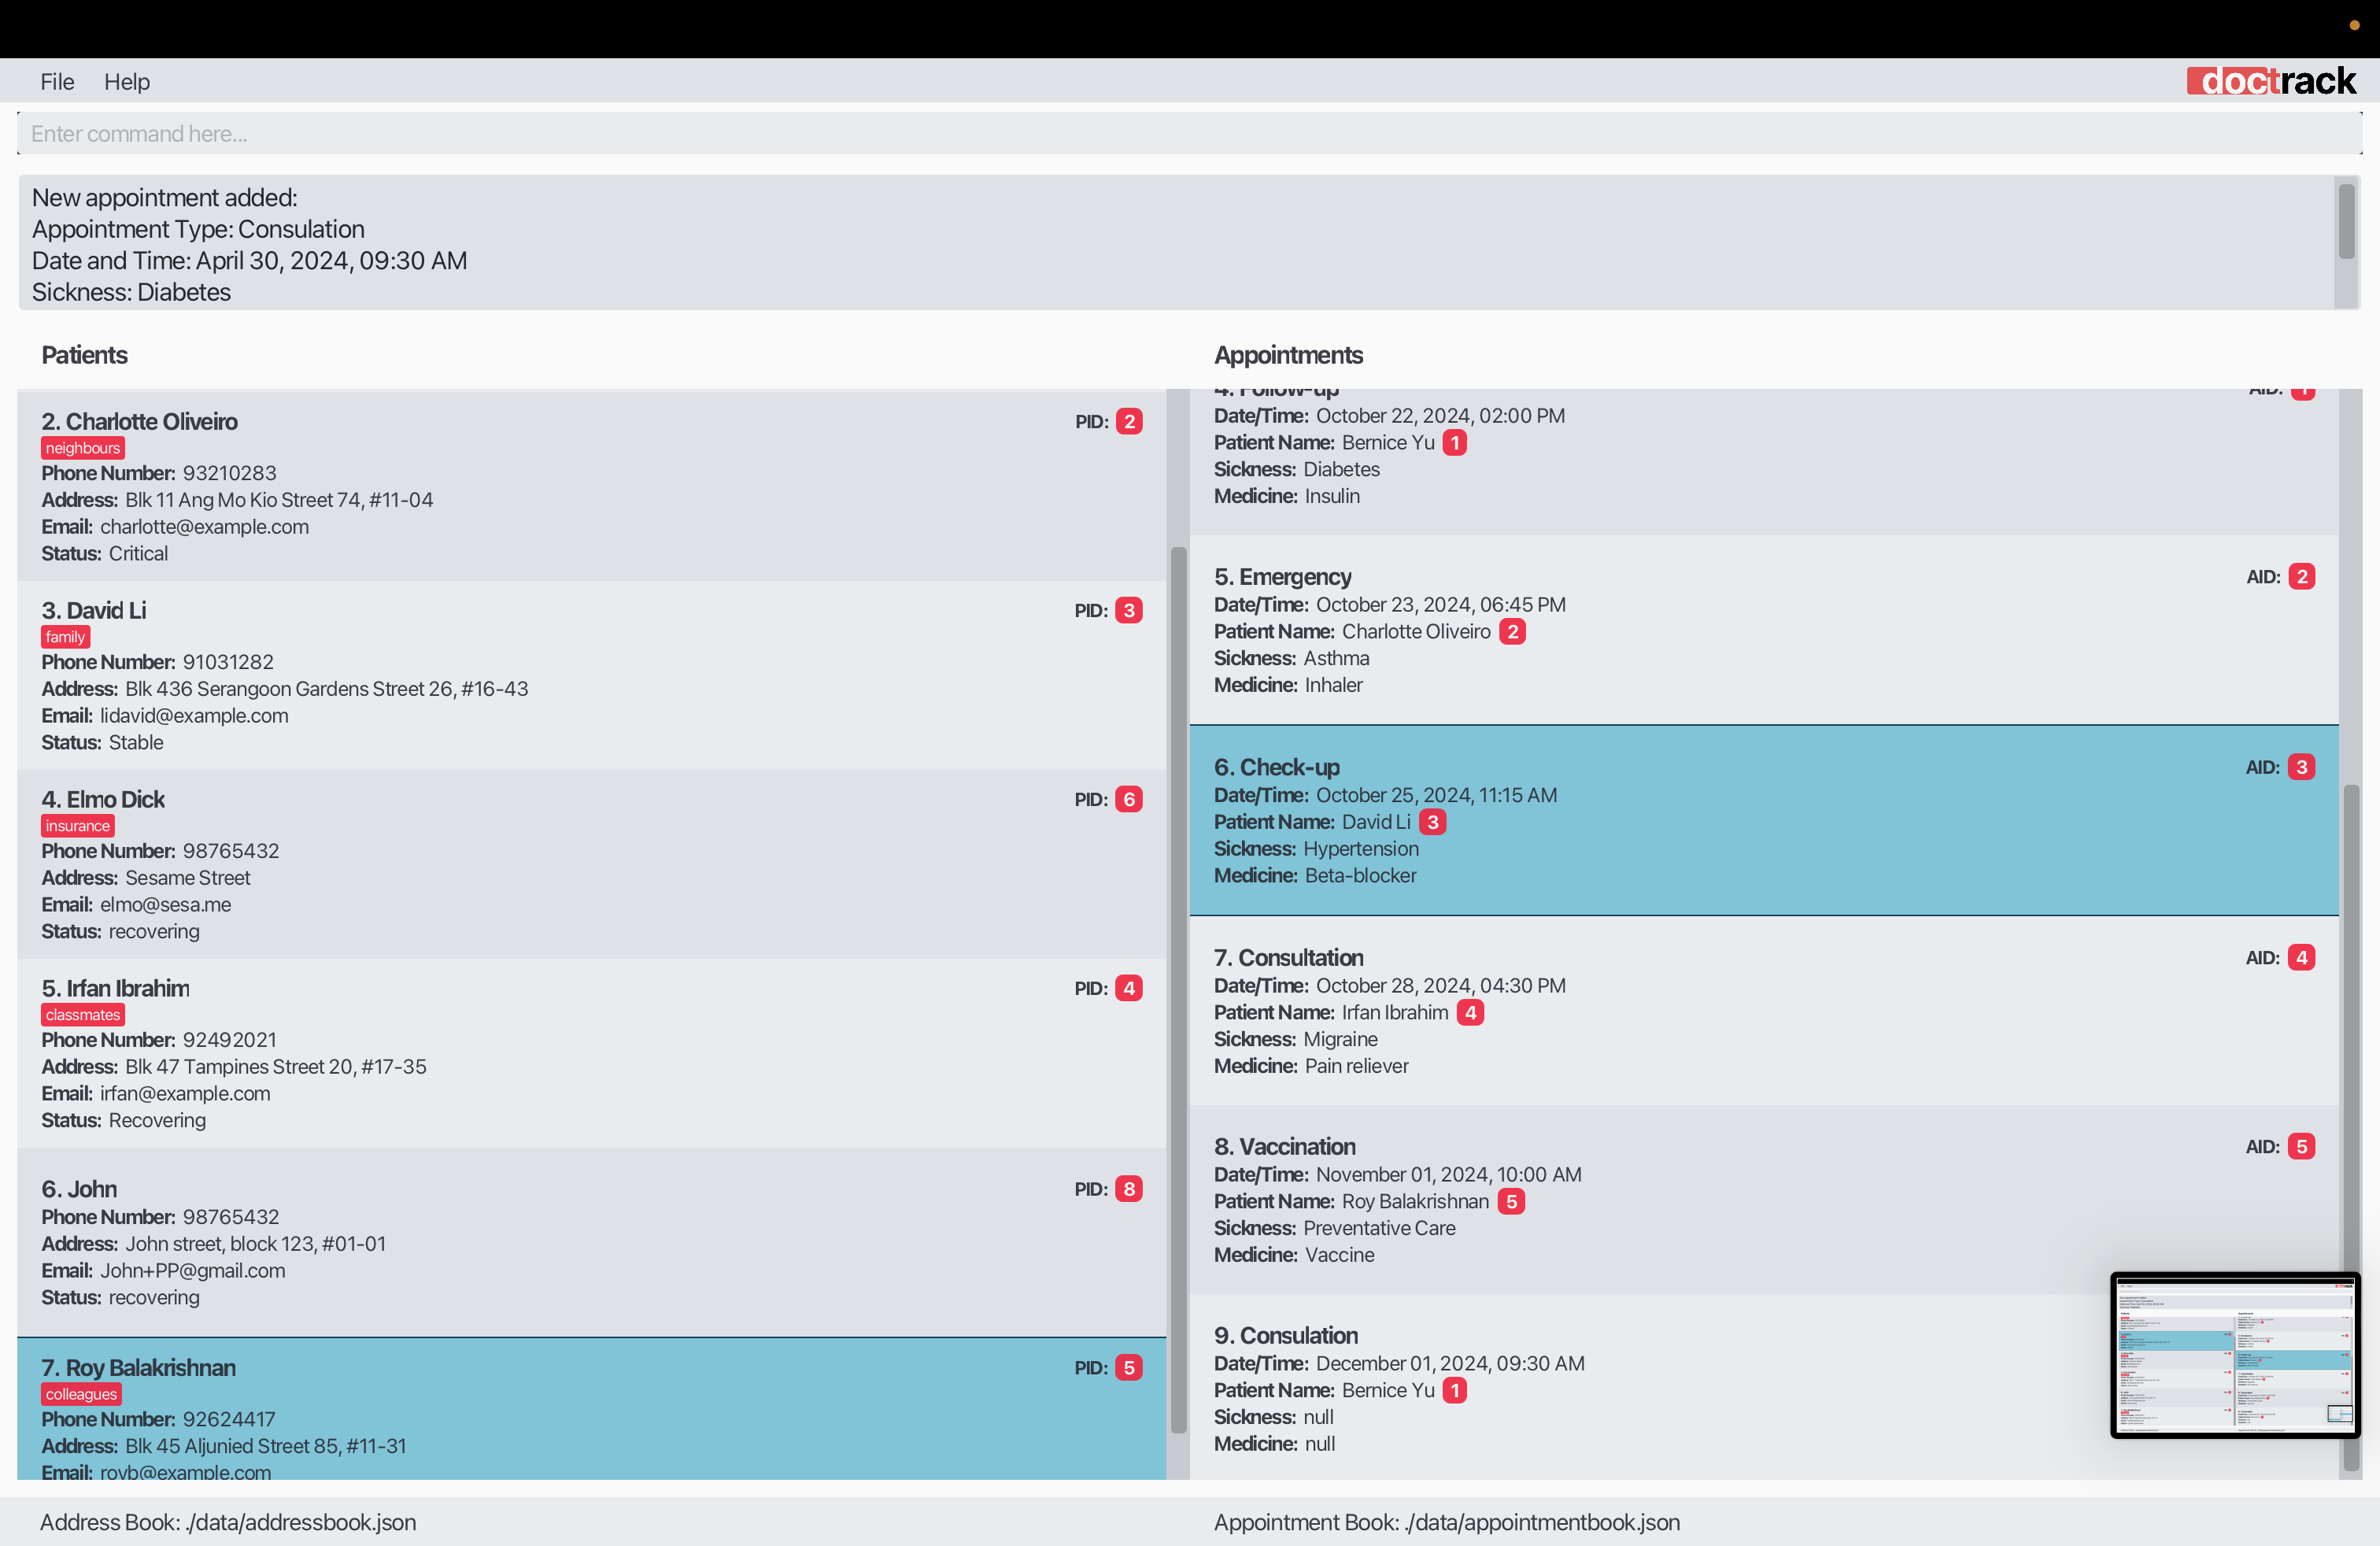 File Help
doctrack
Enter command here...
New appointment added:
Appointment Type: Consulation
Date and Time: April 30, 2024, 09:30 AM
Sickness: Diabetes
Patients
2. Charlotte Oliveiro PID: 2
neighbours
Phone Number: 93210283
Address: Blk 11 Ang Mo Kio Street 74, #11-04
Email: charlotte@example.com
Status: Critical
3. David Li PID: 3
family
Phone Number: 91031282
Address: Blk 436 Serangoon Gardens Street 26, #16-43
Email: lidavid@example.com
Status: Stable
4. Elmo Dick PID: 6
insurance
Phone Number: 98765432
Address: Sesame Street
Email: elmo@sesa.me
Status: recovering
5. Irfan Ibrahim PID: 4
classmates
Phone Number: 92492021
Address: Blk 47 Tampines Street 20, #17-35
Email: irfan@example.com
Status: Recovering
6. John PID: 8
Phone Number: 98765432
Address: John street, block 123, #01-01
Email: John+PP@gmail.com
Status: recovering
7. Roy Balakrishnan PID: 5
colleagues
Phone Number: 92624417
Address: Blk 45 Aljunied Street 85, #11-31
Email: royb@example.com
Appointments
4. Follow-up AID: 1
Date/Time: October 22, 2024, 02:00 PM
Patient Name: Bernice Yu 1
Sickness: Diabetes
Medicine: Insulin
5. Emergency AID: 2
Date/Time: October 23, 2024, 06:45 PM
Patient Name: Charlotte Oliveiro 2
Sickness: Asthma
Medicine: Inhaler
6. Check-up AID: 3
Date/Time: October 25, 2024, 11:15 AM
Patient Name: David Li 3
Sickness: Hypertension
Medicine: Beta-blocker
7. Consultation AID: 4
Date/Time: October 28, 2024, 04:30 PM
Patient Name: Irfan Ibrahim 4
Sickness: Migraine
Medicine: Pain reliever
8. Vaccination AID: 5
Date/Time: November 01, 2024, 10:00 AM
Patient Name: Roy Balakrishnan 5
Sickness: Preventative Care
Medicine: Vaccine
9. Consulation
Date/Time: December 01, 2024, 09:30 AM
Patient Name: Bernice Yu 1
Sickness: null
Medicine: null
Address Book: ./data/addressbook.json
Appointment Book: ./data/appointmentbook.json